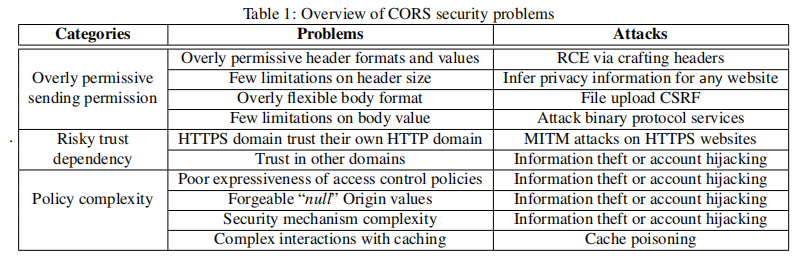 Table 1: Overview of CORS security problems
Categories Problems Attacks
Overly permissive header formats and values RCE via crafting headers
Overly permissive Few limitations on header size Infer privacy information for any website
sending permission Overly flexible body format File upload CSRF
Few limitations on body value Attack binary protocol services
Risky trust HTTPS domain trust their own HTTP domain MITM attacks on HTTPS websites
dependency Trust in other domains Information theft or account hijacking
Poor expressiveness of access control policies Information theft or account hijacking
Policy complexity Forgeable “null” Origin values Information theft or account hijacking
Security mechanism complexity Information theft or account hijacking
Complex interactions with caching Cache poisoning